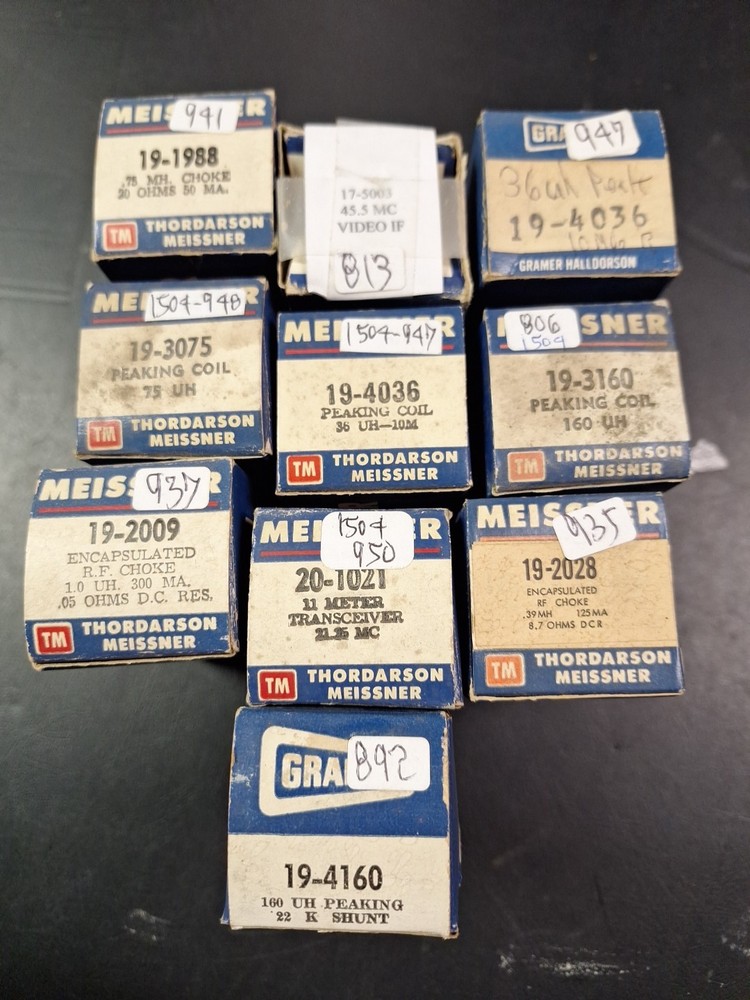 MEISSNER
941
19-1988
.75 MH. CHOKE
20 OHMS 50 MA.
TM THORDARSON
MEISSNER
17-5003
45.5 MC
VIDEO IF
813
GRA
947
36uh Peak
19-4036
GRAMER HALLDORSON
ME
1504-948
19-3075
PEAKING COIL
75 UH
TM THORDARSON
MEISSNER
MEI ER
1504-947
19-4036
PEAKING COIL
36 UH—10M
TM THORDARSON
MEISSNER
SNER
806
1504
19-3160
PEAKING COIL
160 UH
TM THORDARSON
MEISSNER
MEISS R
937
19-2009
ENCAPSULATED
R.F. CHOKE
1.0 UH. 300 MA.
.05 OHMS D.C. RES.
TM THORDARSON
MEISSNER
MEI ER
1504
950
20-1021
11 METER
TRANSCEIVER
TM THORDARSON
MEISSNER
MEISS R
935
19-2028
ENCAPSULATED
RF CHOKE
.39MH 125MA
8.7 OHMS DCR
TM THORDARSON
MEISSNER
GRA
892
19-4160
160 UH PEAKING
22 K SHUNT